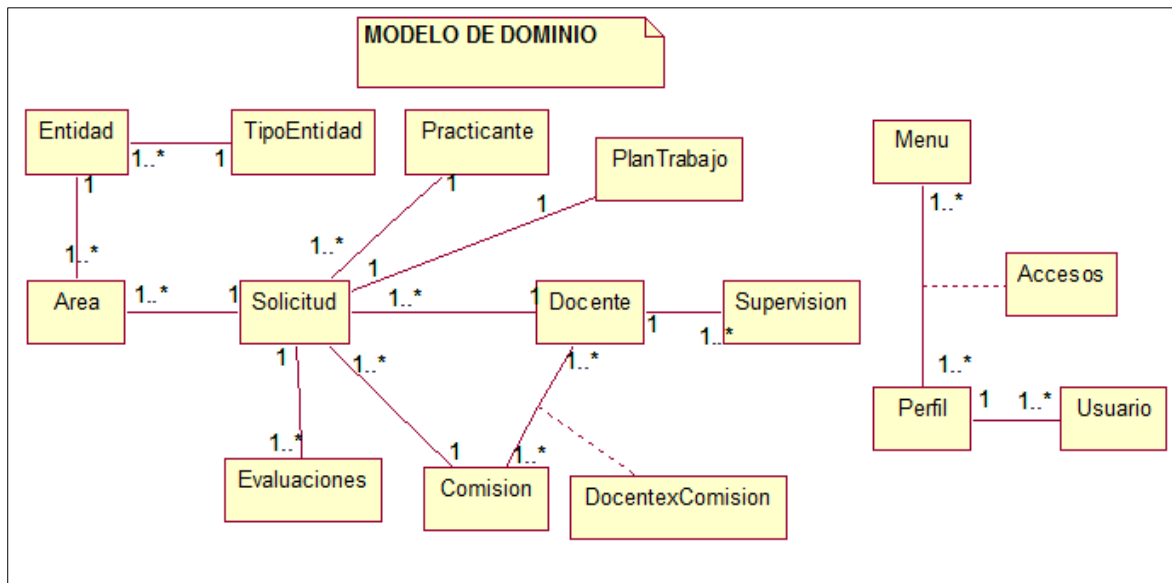 MODELO DE DOMINIO
Entidad
1..*
1
TipoEntidad
1
1..*
Practicante
1
1..*
PlanTrabajo
1
1
Menu
1..*
Accesos
1..*
Area
1..*
1
Solicitud
1..*
1
Docente
1
1..*
Supervision
1
1..*
1..*
1
1..*
1..*
Perfil
1
1..*
Usuario
Evaluaciones
Comision
DocentexComision